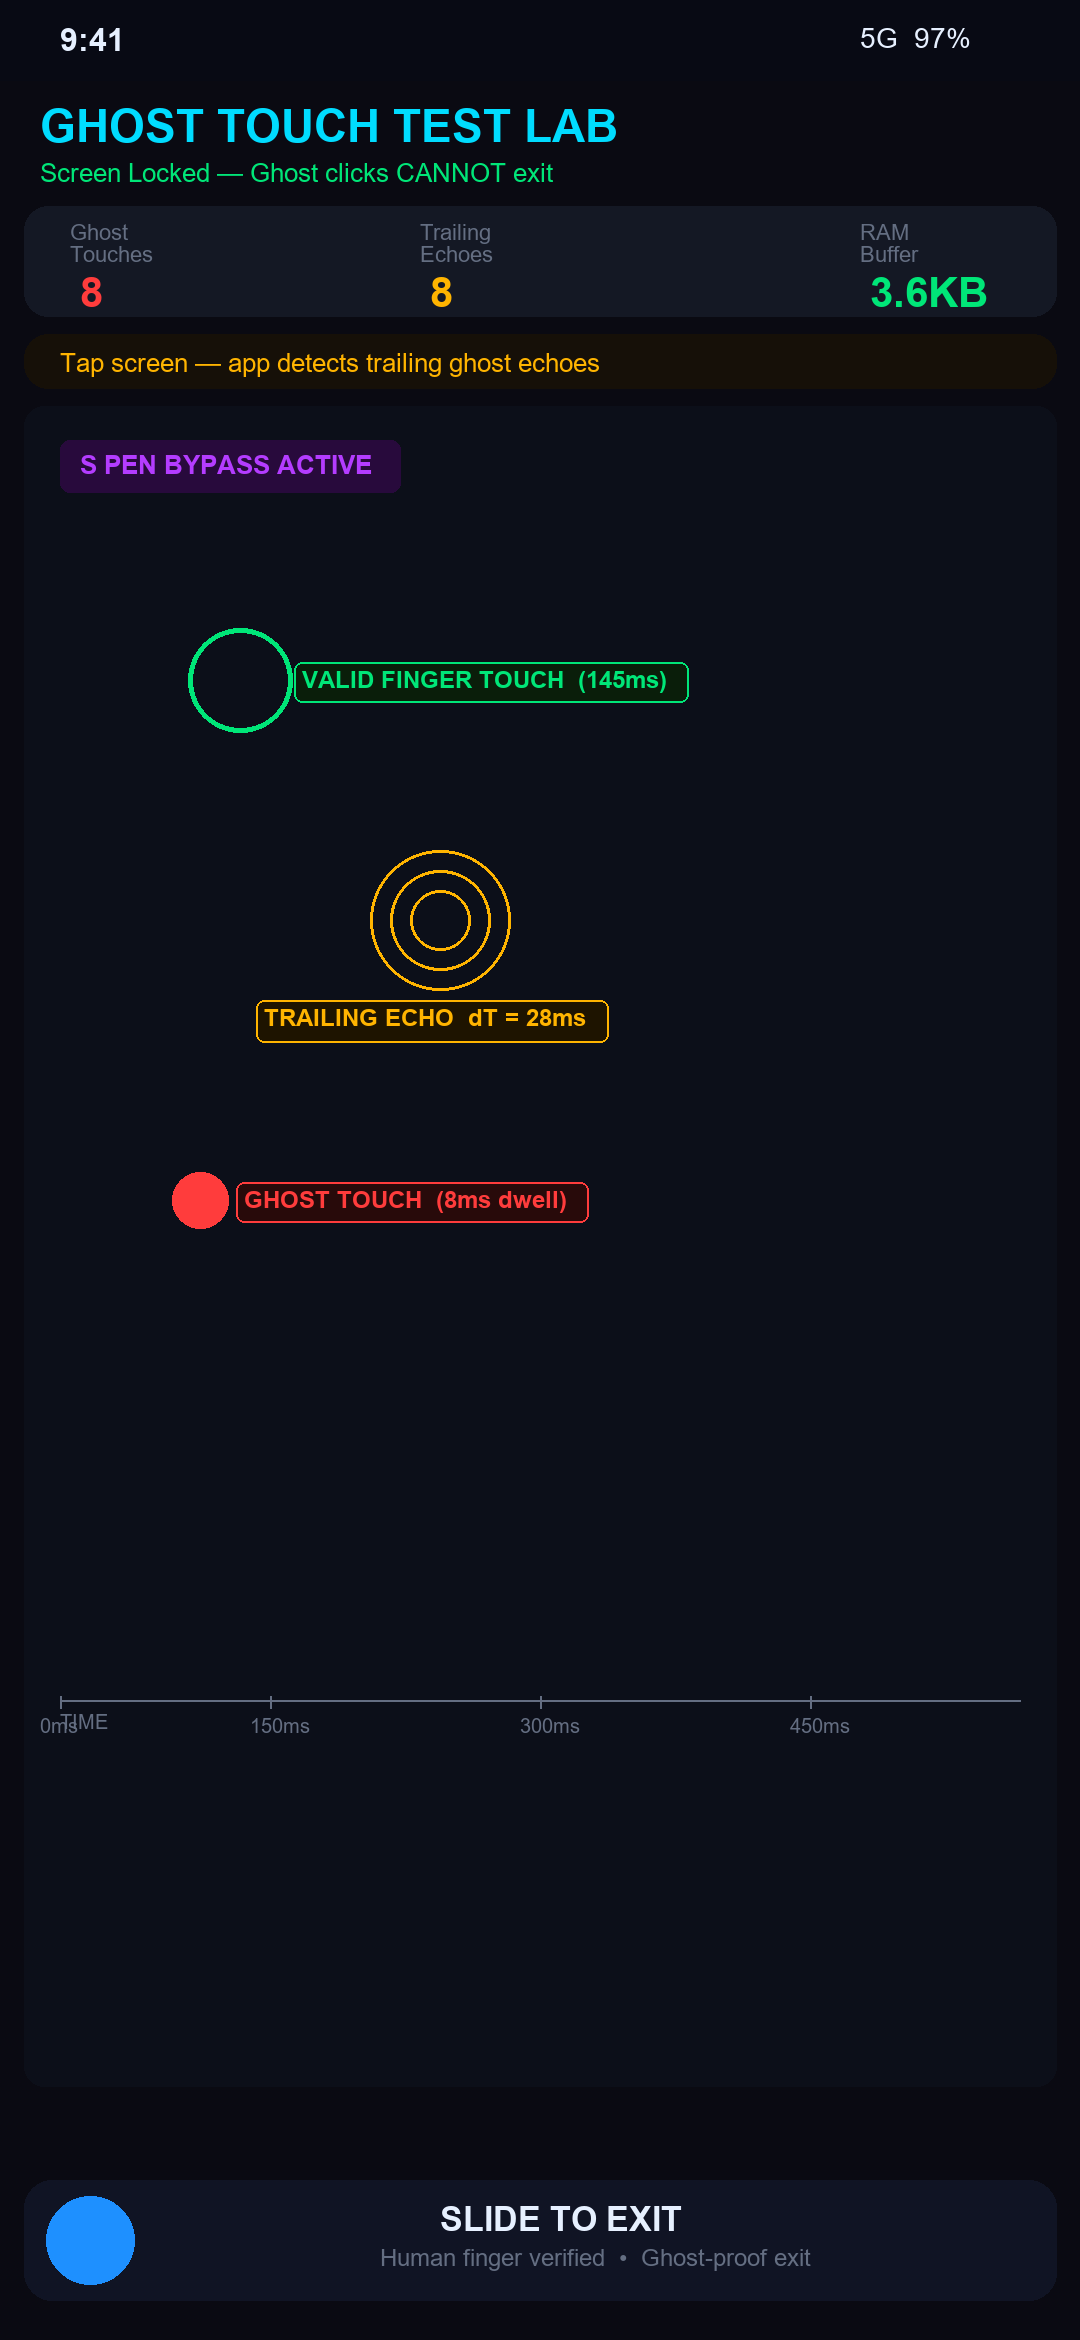 9:41
5G 97%
GHOST TOUCH TEST LAB
Screen Locked — Ghost clicks CANNOT exit
Ghost
Touches
8
Trailing
Echoes
8
RAM
Buffer
3.6KB
Tap screen — app detects trailing ghost echoes
S PEN BYPASS ACTIVE
VALID FINGER TOUCH (145ms)
TRAILING ECHO dT = 28ms
GHOST TOUCH (8ms dwell)
TIME
0ms
150ms
300ms
450ms
SLIDE TO EXIT
Human finger verified • Ghost-proof exit